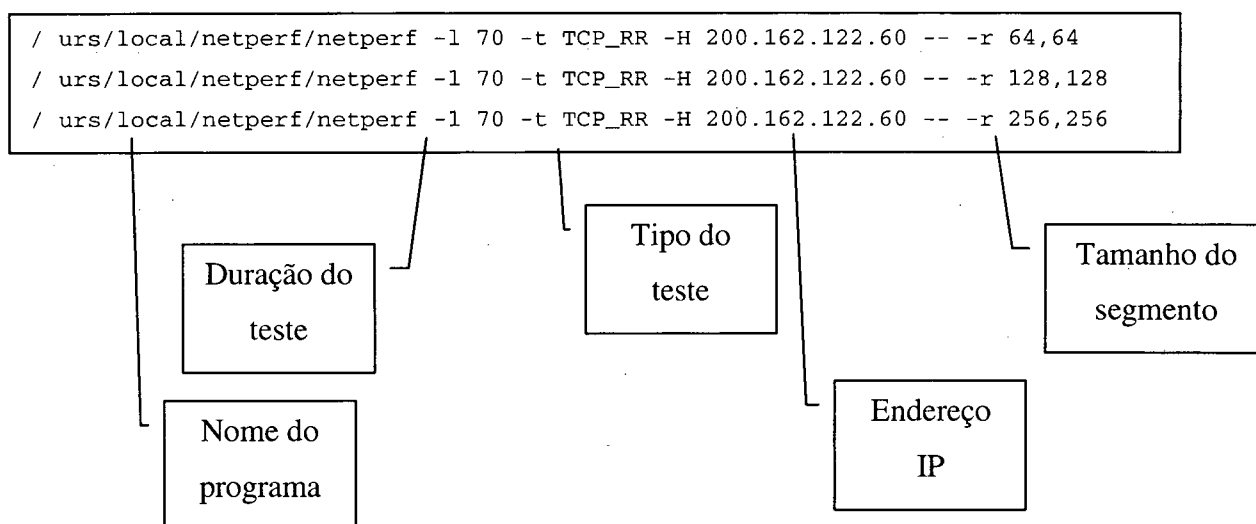 / urs/local/netperf/netperf -l 70 -t TCP_RR -H 200.162.122.60 -- -r 64,64
/ urs/local/netperf/netperf -l 70 -t TCP_RR -H 200.162.122.60 -- -r 128,128
/ urs/local/netperf/netperf -l 70 -t TCP_RR -H 200.162.122.60 -- -r 256,256
Duração do
teste
Tipo do
teste
Tamanho do
segmento
Nome do
programa
Endereço
IP